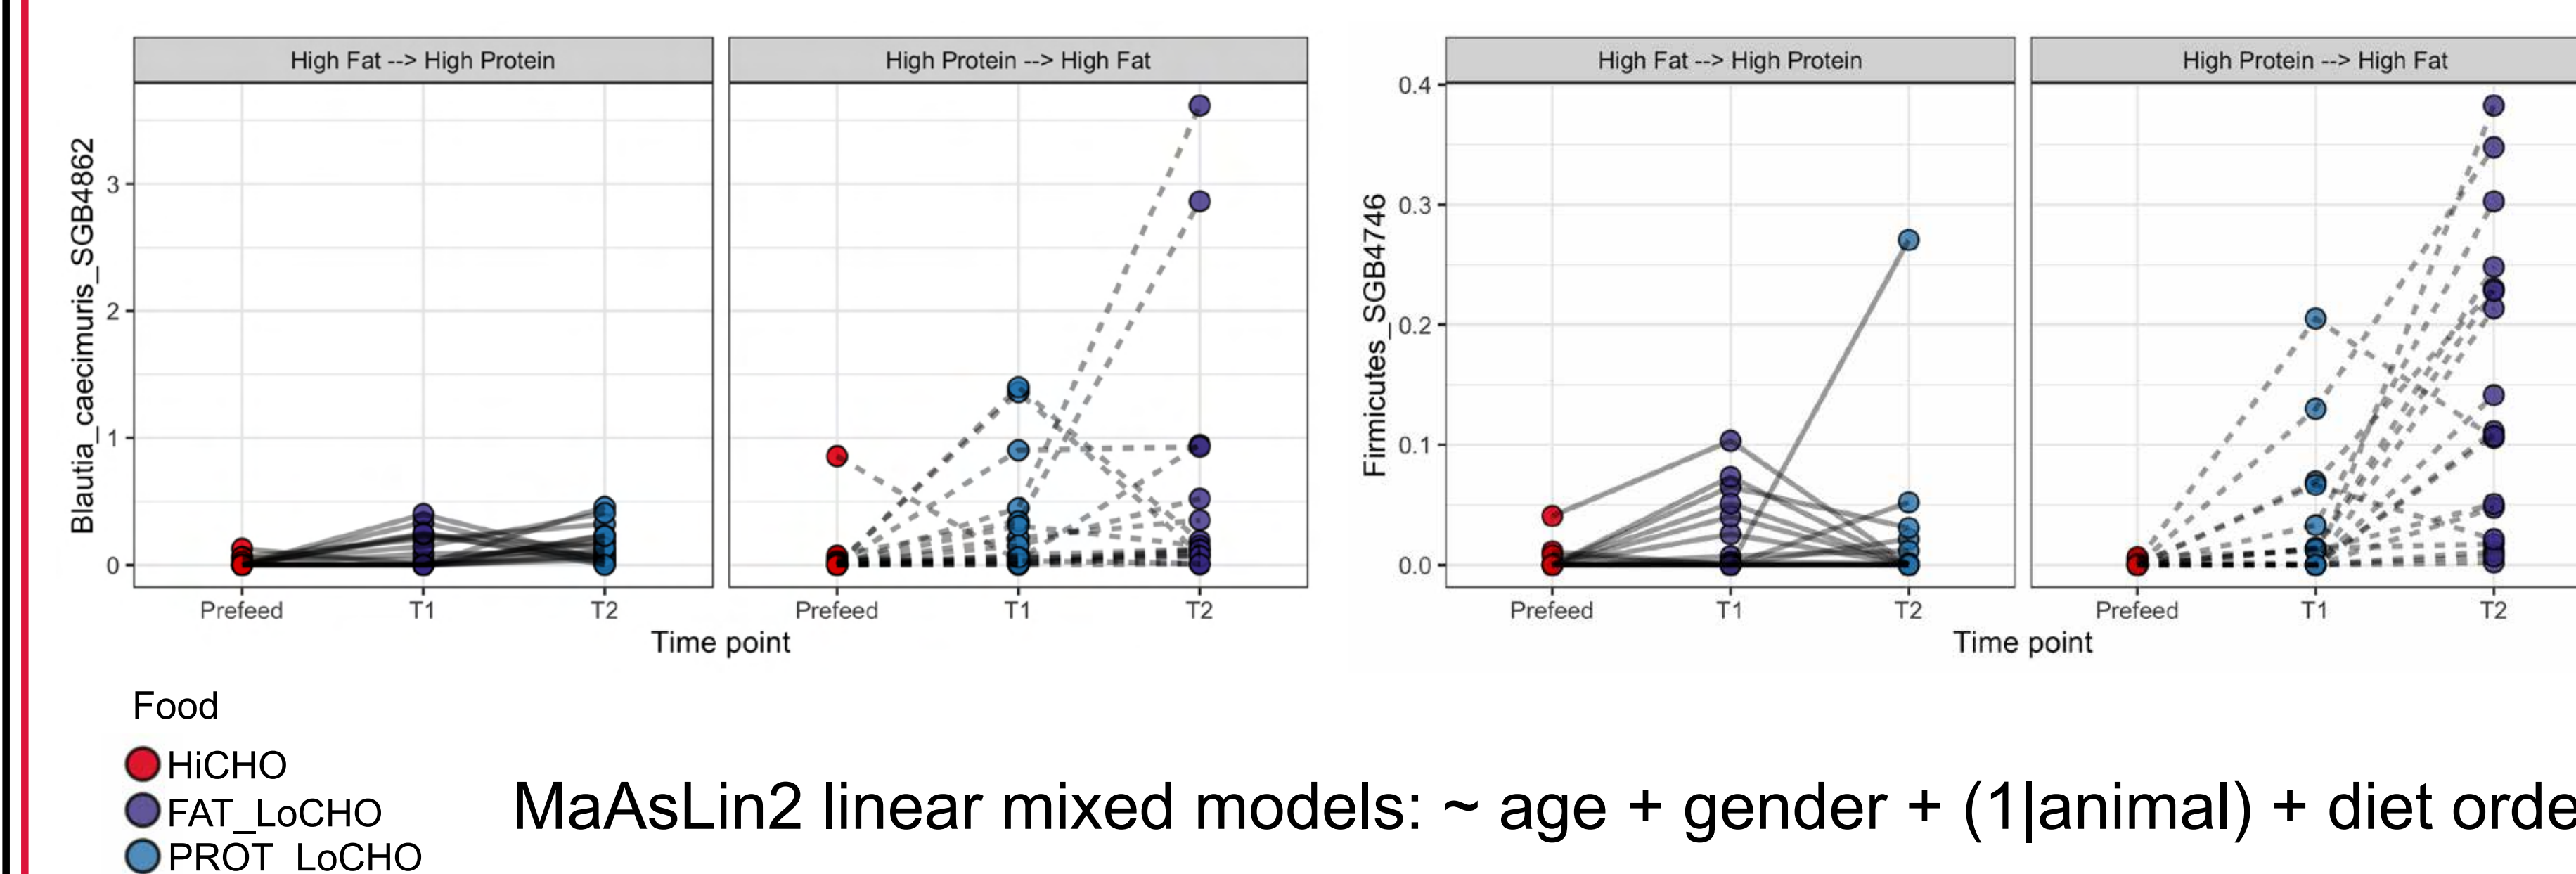 High Fat --> High Protein
High Protein --> High Fat
Blautia_caecimuris_SGB4862
3
2
1
0
Prefeed
T1
T2
Prefeed
T1
T2
Time point
High Fat --> High Protein
High Protein --> High Fat
Firmicutes_SGB4746
0.4
0.3
0.2
0.1
0.0
Prefeed
T1
T2
Prefeed
T1
T2
Time point
Food
HiCHO
FAT_LoCHO
PROT_LoCHO
MaAsLin2 linear mixed models: ~ age + gender + (1|animal) + diet orde